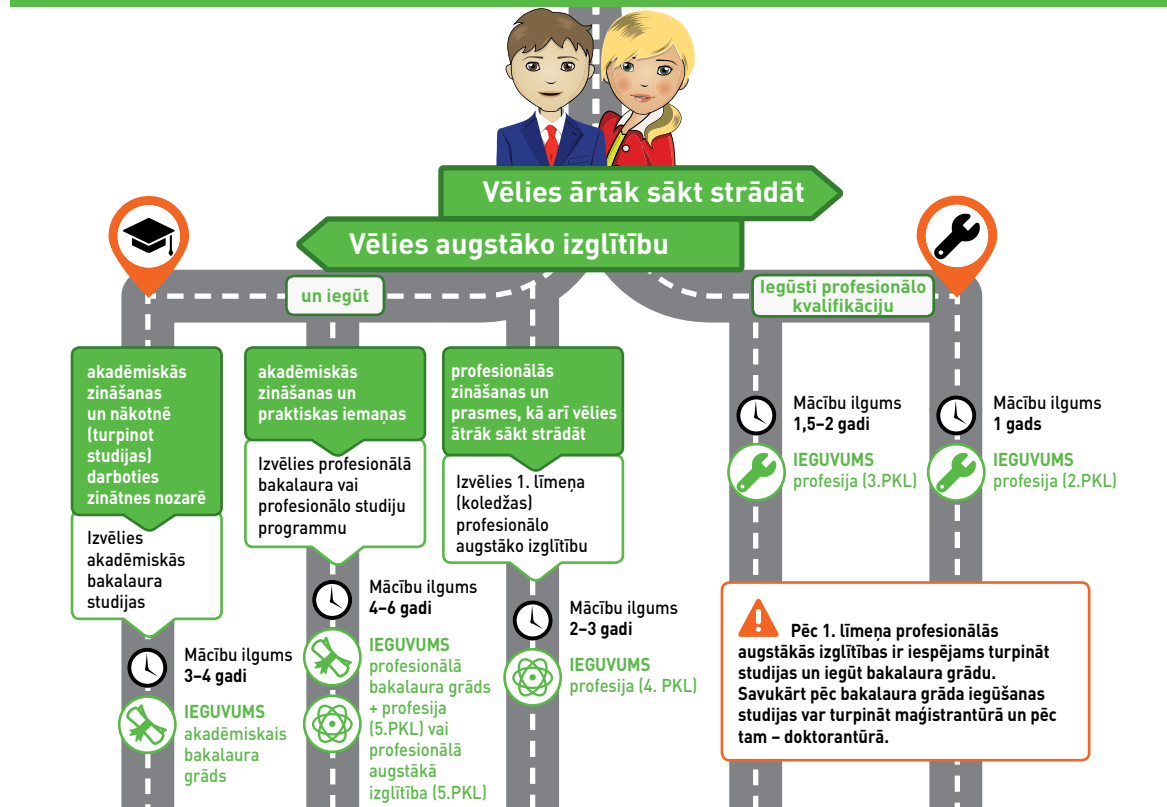 Vēlies ārtāk sākt strādāt
Vēlies augstāko izglītību
un iegūt
Iegūsti profesionālo
kvalifikāciju
akadēmiskās
zināšanas
un nākotnē
(turpinot
studijas)
darboties
zinātnes nozarē
Izvēlies
akadēmiskās
bakalaura
studijas
Mācību ilgums
3–4 gadi
IEGUVUMS
akadēmiskais
bakalaura
grāds
akadēmiskās
zināšanas un
praktiskas iemaņas
Izvēlies profesionālā
bakalaura vai
profesionālo studiju
programmu
Mācību ilgums
4–6 gadi
IEGUVUMS
profesionālā
bakalaura grāds
+ profesija
(5.PKL) vai
profesionālā
augstākā
izglītība (5.PKL)
profesionālās
zināšanas un
prasmes, kā arī vēlies
ātrāk sākt strādāt
Izvēlies 1. līmeņa
(koledžas)
profesionālo
augstāko izglītību
Mācību ilgums
2–3 gadi
IEGUVUMS
profesija (4. PKL)
Mācību ilgums
1,5–2 gadi
IEGUVUMS
profesija (3.PKL)
Mācību ilgums
1 gads
IEGUVUMS
profesija (2.PKL)
Pēc 1. līmeņa profesionālās
augstākās izglītības ir iespējams turpināt
studijas un iegūt bakalaura grādu.
Savukārt pēc bakalaura grāda iegūšanas
studijas var turpināt maģistrantūrā un pēc
tam – doktorantūrā.